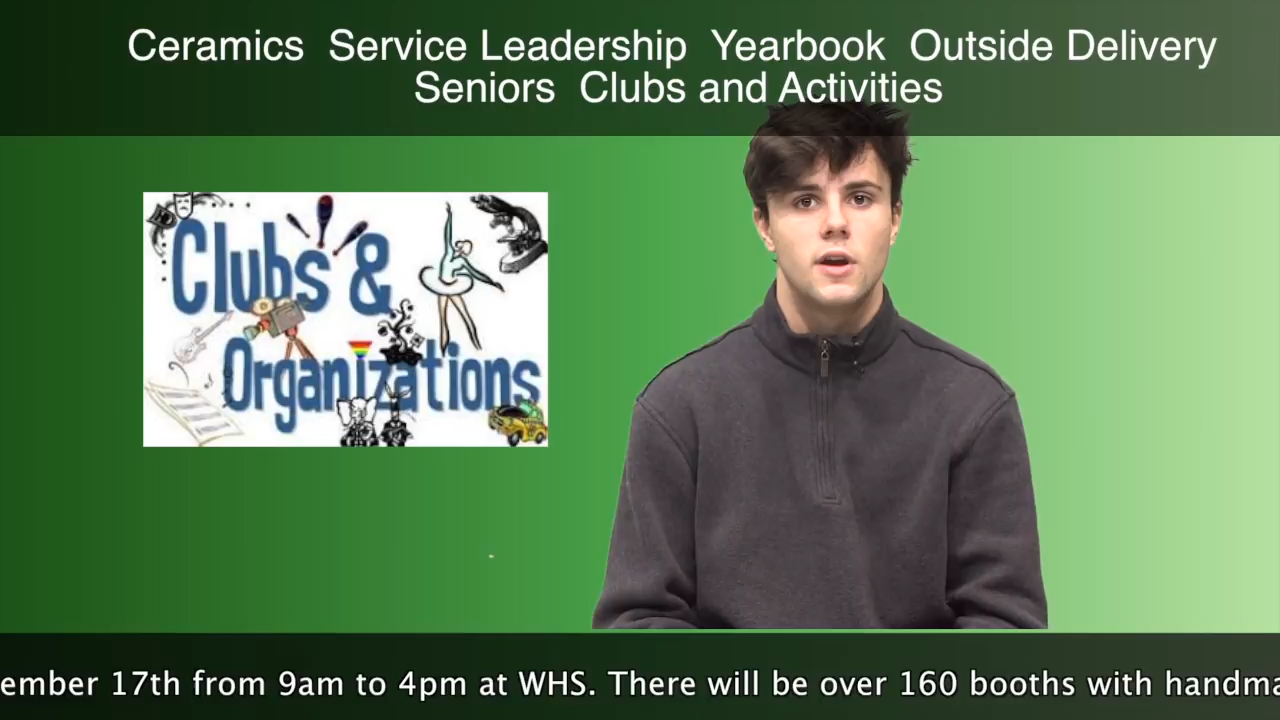 Ceramics  Service Leadership  Yearbook  Outside Delivery
Seniors  Clubs and Activities
Clubs &
Organizations
ember 17th from 9am to 4pm at WHS. There will be over 160 booths with handma